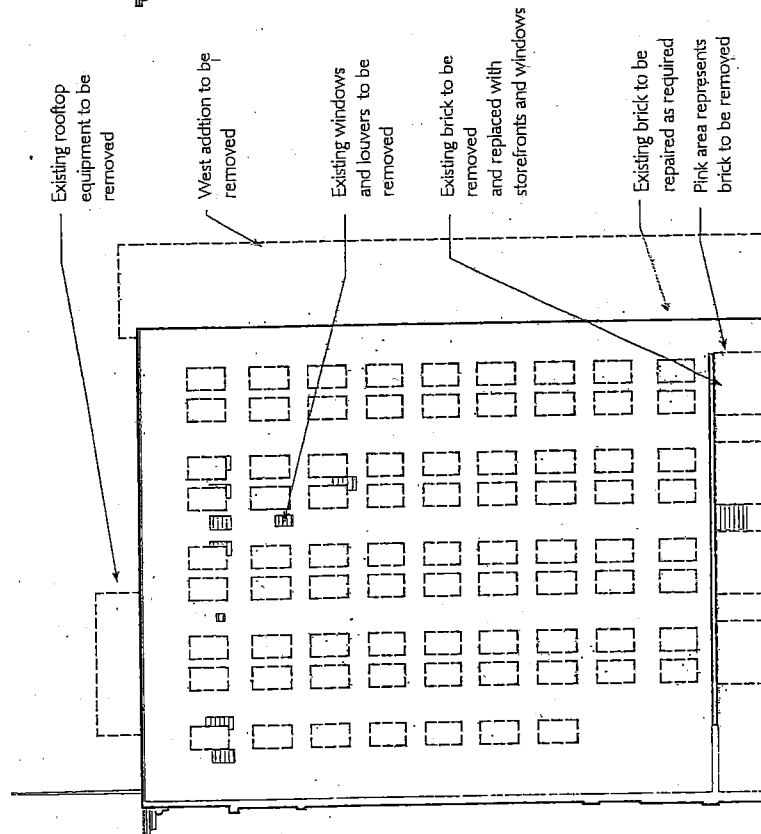 Existing rooftop
equipment to be
removed
West addtion to be
removed
Existing windows
and louvers to be
removed
Existing brick to be
removed
and replaced with
storefronts and windows
Existing brick to be
repaired as required
Pink area represents
brick to be removed